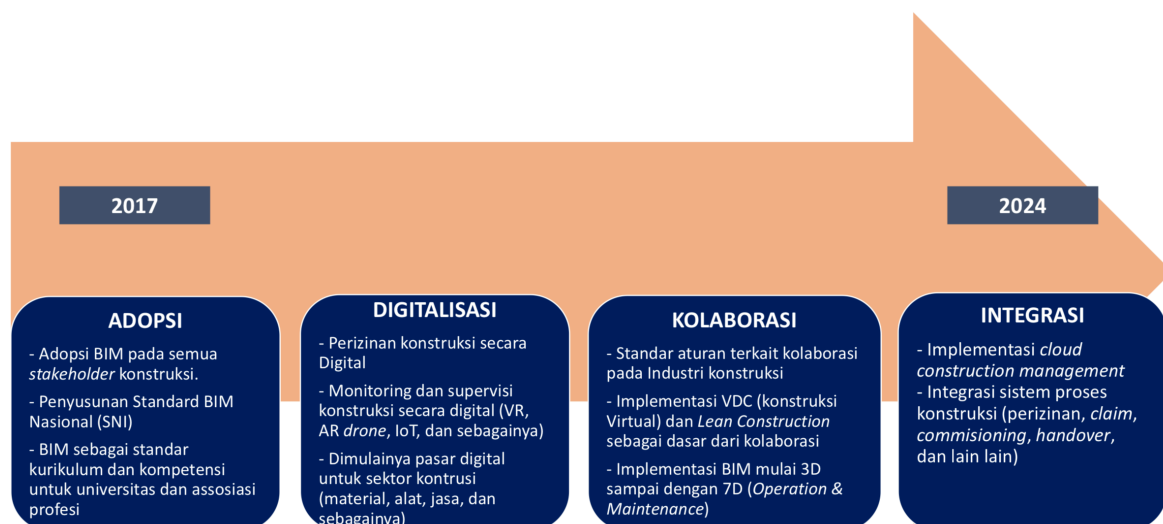 2017
2024
ADOPSI
- Adopsi BIM pada semua
stakeholder konstruksi.
- Penyusunan Standard BIM
Nasional (SNI)
- BIM sebagai standar
kurikulum dan kompetensi
untuk universitas dan assosiasi
profesi
DIGITALISASI
- Perizinan konstruksi secara
Digital
- Monitoring dan supervisi
konstruksi secara digital (VR,
AR drone, IoT, dan sebagainya)
- Dimulainya pasar digital
untuk sektor kontrusi
(material, alat, jasa, dan
sebagainya)
KOLABORASI
- Standar aturan terkait kolaborasi
pada Industri konstruksi
- Implementasi VDC (konstruksi
Virtual) dan Lean Construction
sebagai dasar dari kolaborasi
- Implementasi BIM mulai 3D
sampai dengan 7D (Operation &
Maintenance)
INTEGRASI
- Implementasi cloud
construction management
- Integrasi sistem proses
konstruksi (perizinan, claim,
commisioning, handover,
dan lain lain)